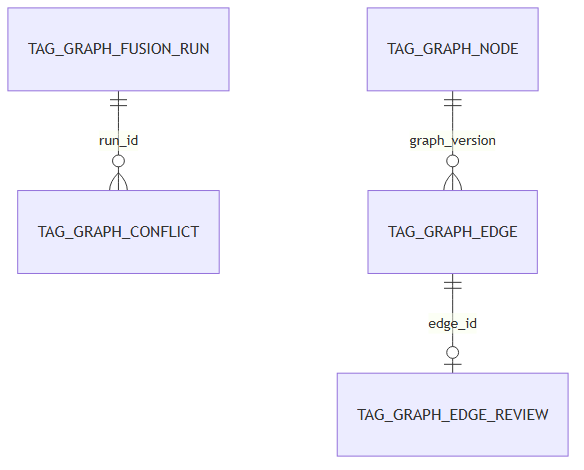 TAG_GRAPH_FUSION_RUN
TAG_GRAPH_NODE
run_id
graph_version
TAG_GRAPH_CONFLICT
TAG_GRAPH_EDGE
edge_id
TAG_GRAPH_EDGE_REVIEW